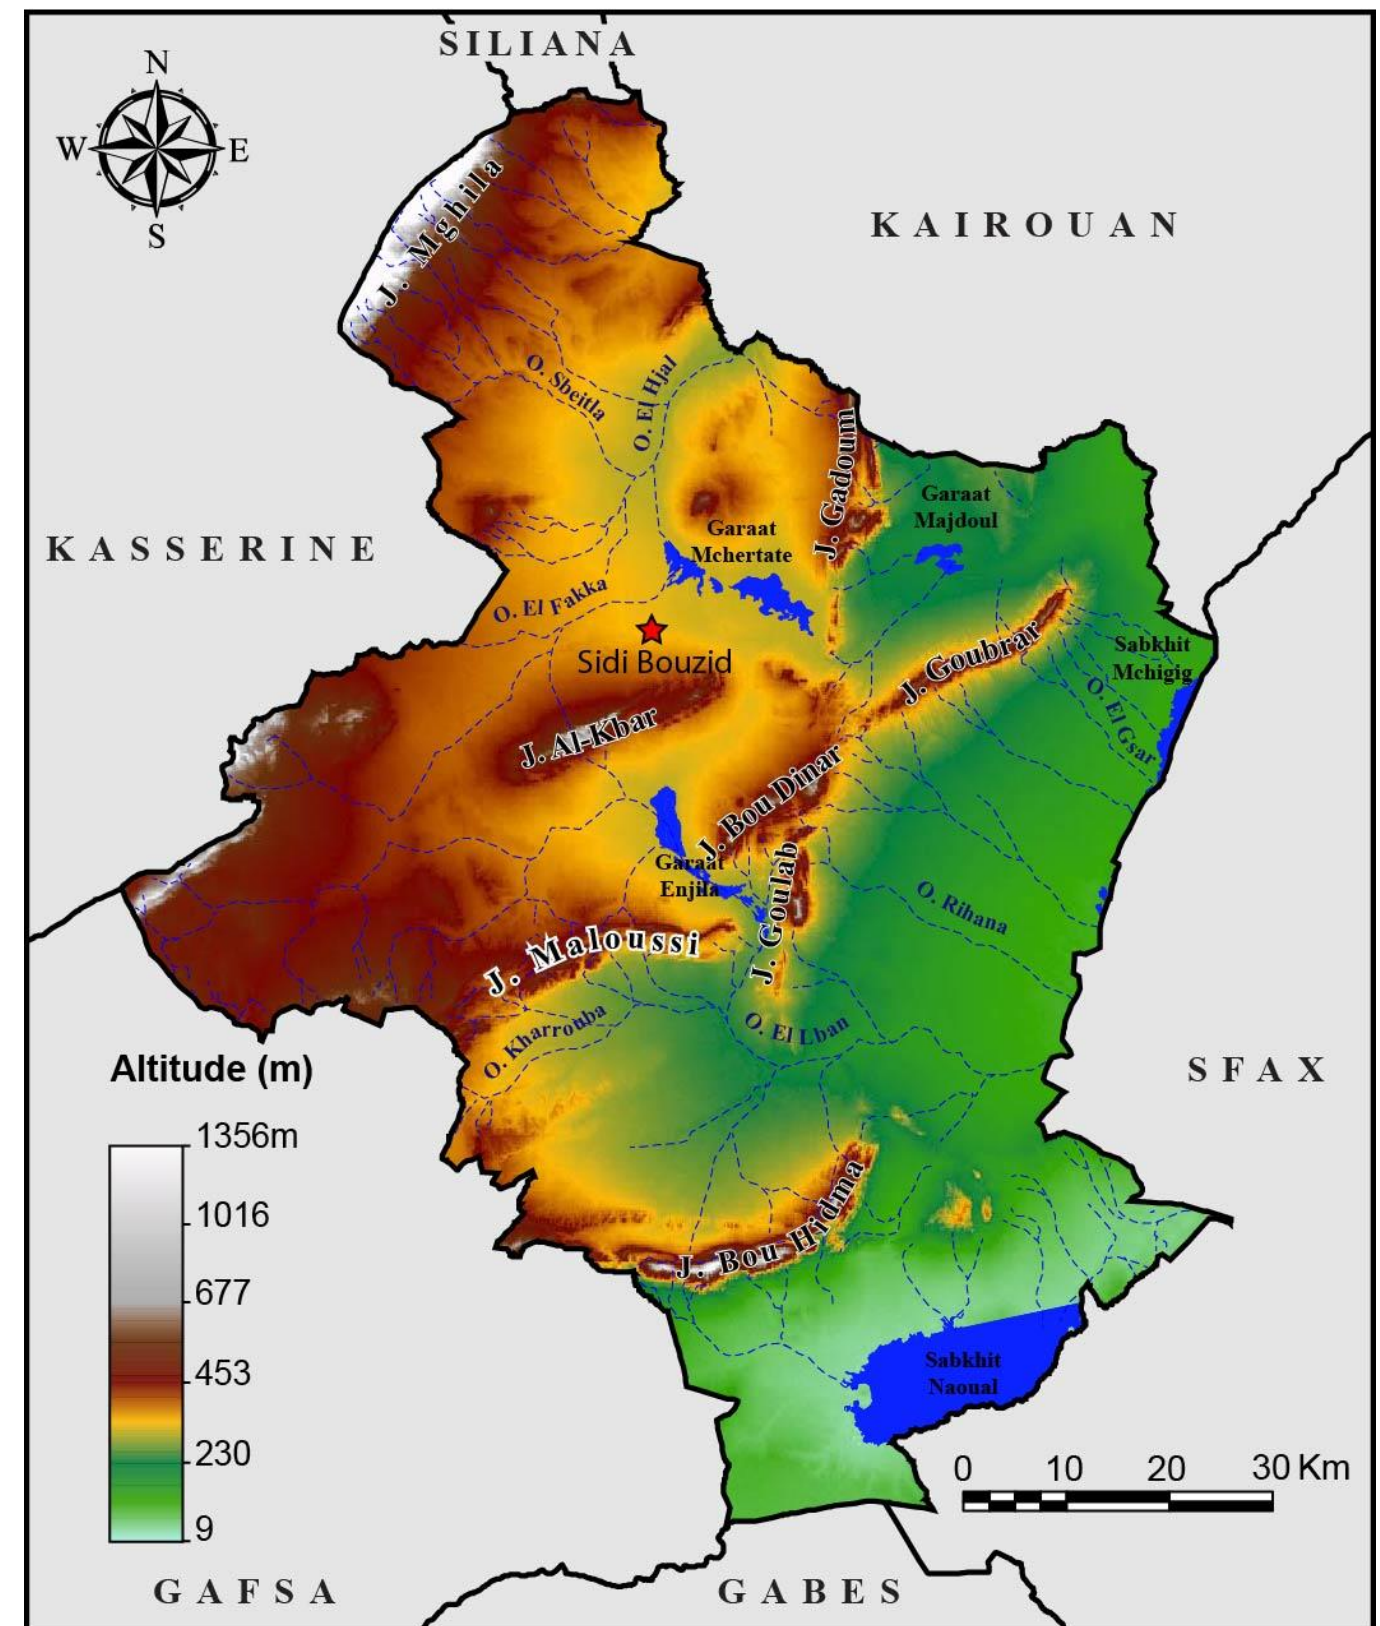 SILIANA
N
W
E
S
J. Mghila
KAIROUAN
O. Sbeitla
O. El Hjal
J. Gadoum
Garaat
Majdoul
Garaat
Mchertate
KASSERINE
O. El Fakka
Sidi Bouzid
J. Goubrar
Sabkhit
Mchigig
O. El Gsar
J. Al-Kbar
J. Bou Dinar
Garaat
Enjila
J. Goulab
O. Rihana
J. Maloussi
O. Kharrouba
O. El Lban
SFAX
Altitude (m)
1356m
1016
677
453
230
9
J. Bou Hidma
Sabkhit
Naoual
0 10 20 30 Km
GAFSA
GABES